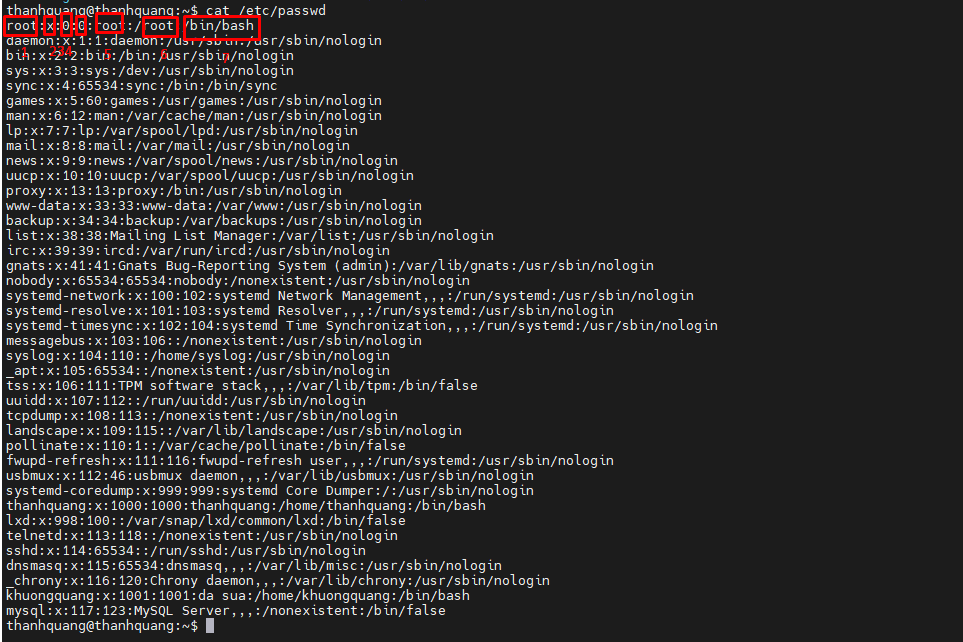 thanhquang@thanhquang:~$ cat /etc/passwd
root:x:0:0:root:/root:/bin/bash
1 2 3 4 5 6 7
daemon:x:1:1:daemon:/usr/sbin:/usr/sbin/nologin
bin:x:2:2:bin:/bin:/usr/sbin/nologin
sys:x:3:3:sys:/dev:/usr/sbin/nologin
sync:x:4:65534:sync:/bin:/bin/sync
games:x:5:60:games:/usr/games:/usr/sbin/nologin
man:x:6:12:man:/var/cache/man:/usr/sbin/nologin
lp:x:7:7:lp:/var/spool/lpd:/usr/sbin/nologin
mail:x:8:8:mail:/var/mail:/usr/sbin/nologin
news:x:9:9:news:/var/spool/news:/usr/sbin/nologin
uucp:x:10:10:uucp:/var/spool/uucp:/usr/sbin/nologin
proxy:x:13:13:proxy:/bin:/usr/sbin/nologin
www-data:x:33:33:www-data:/var/www:/usr/sbin/nologin
backup:x:34:34:backup:/var/backups:/usr/sbin/nologin
list:x:38:38:Mailing List Manager:/var/list:/usr/sbin/nologin
irc:x:39:39:ircd:/var/run/ircd:/usr/sbin/nologin
gnats:x:41:41:Gnats Bug-Reporting System (admin):/var/lib/gnats:/usr/sbin/nologin
nobody:x:65534:65534:nobody:/nonexistent:/usr/sbin/nologin
systemd-network:x:100:102:systemd Network Management,,,:/run/systemd:/usr/sbin/nologin
systemd-resolve:x:101:103:systemd Resolver,,,:/run/systemd:/usr/sbin/nologin
systemd-timesync:x:102:104:systemd Time Synchronization,,,:/run/systemd:/usr/sbin/nologin
messagebus:x:103:106::/nonexistent:/usr/sbin/nologin
syslog:x:104:110::/home/syslog:/usr/sbin/nologin
_apt:x:105:65534::/nonexistent:/usr/sbin/nologin
tss:x:106:111:TPM software stack,,,:/var/lib/tpm:/bin/false
uuidd:x:107:112::/run/uuidd:/usr/sbin/nologin
tcpdump:x:108:113::/nonexistent:/usr/sbin/nologin
landscape:x:109:115::/var/lib/landscape:/usr/sbin/nologin
pollinate:x:110:1::/var/cache/pollinate:/bin/false
fwupd-refresh:x:111:116:fwupd-refresh user,,,:/run/systemd:/usr/sbin/nologin
usbmux:x:112:46:usbmux daemon,,,:/var/lib/usbmux:/usr/sbin/nologin
systemd-coredump:x:999:999:systemd Core Dumper:/:/usr/sbin/nologin
thanhquang:x:1000:1000:thanhquang:/home/thanhquang:/bin/bash
lxd:x:998:100::/var/snap/lxd/common/lxd:/bin/false
telnetd:x:113:118::/nonexistent:/usr/sbin/nologin
sshd:x:114:65534::/run/sshd:/usr/sbin/nologin
dnsmasq:x:115:65534:dnsmasq,,,:/var/lib/misc:/usr/sbin/nologin
_chrony:x:116:120:Chrony daemon,,,:/var/lib/chrony:/usr/sbin/nologin
khuongquang:x:1001:1001:da sua:/home/khuongquang:/bin/bash
mysql:x:117:123:MySQL Server,,,:/nonexistent:/bin/false
thanhquang@thanhquang:~$